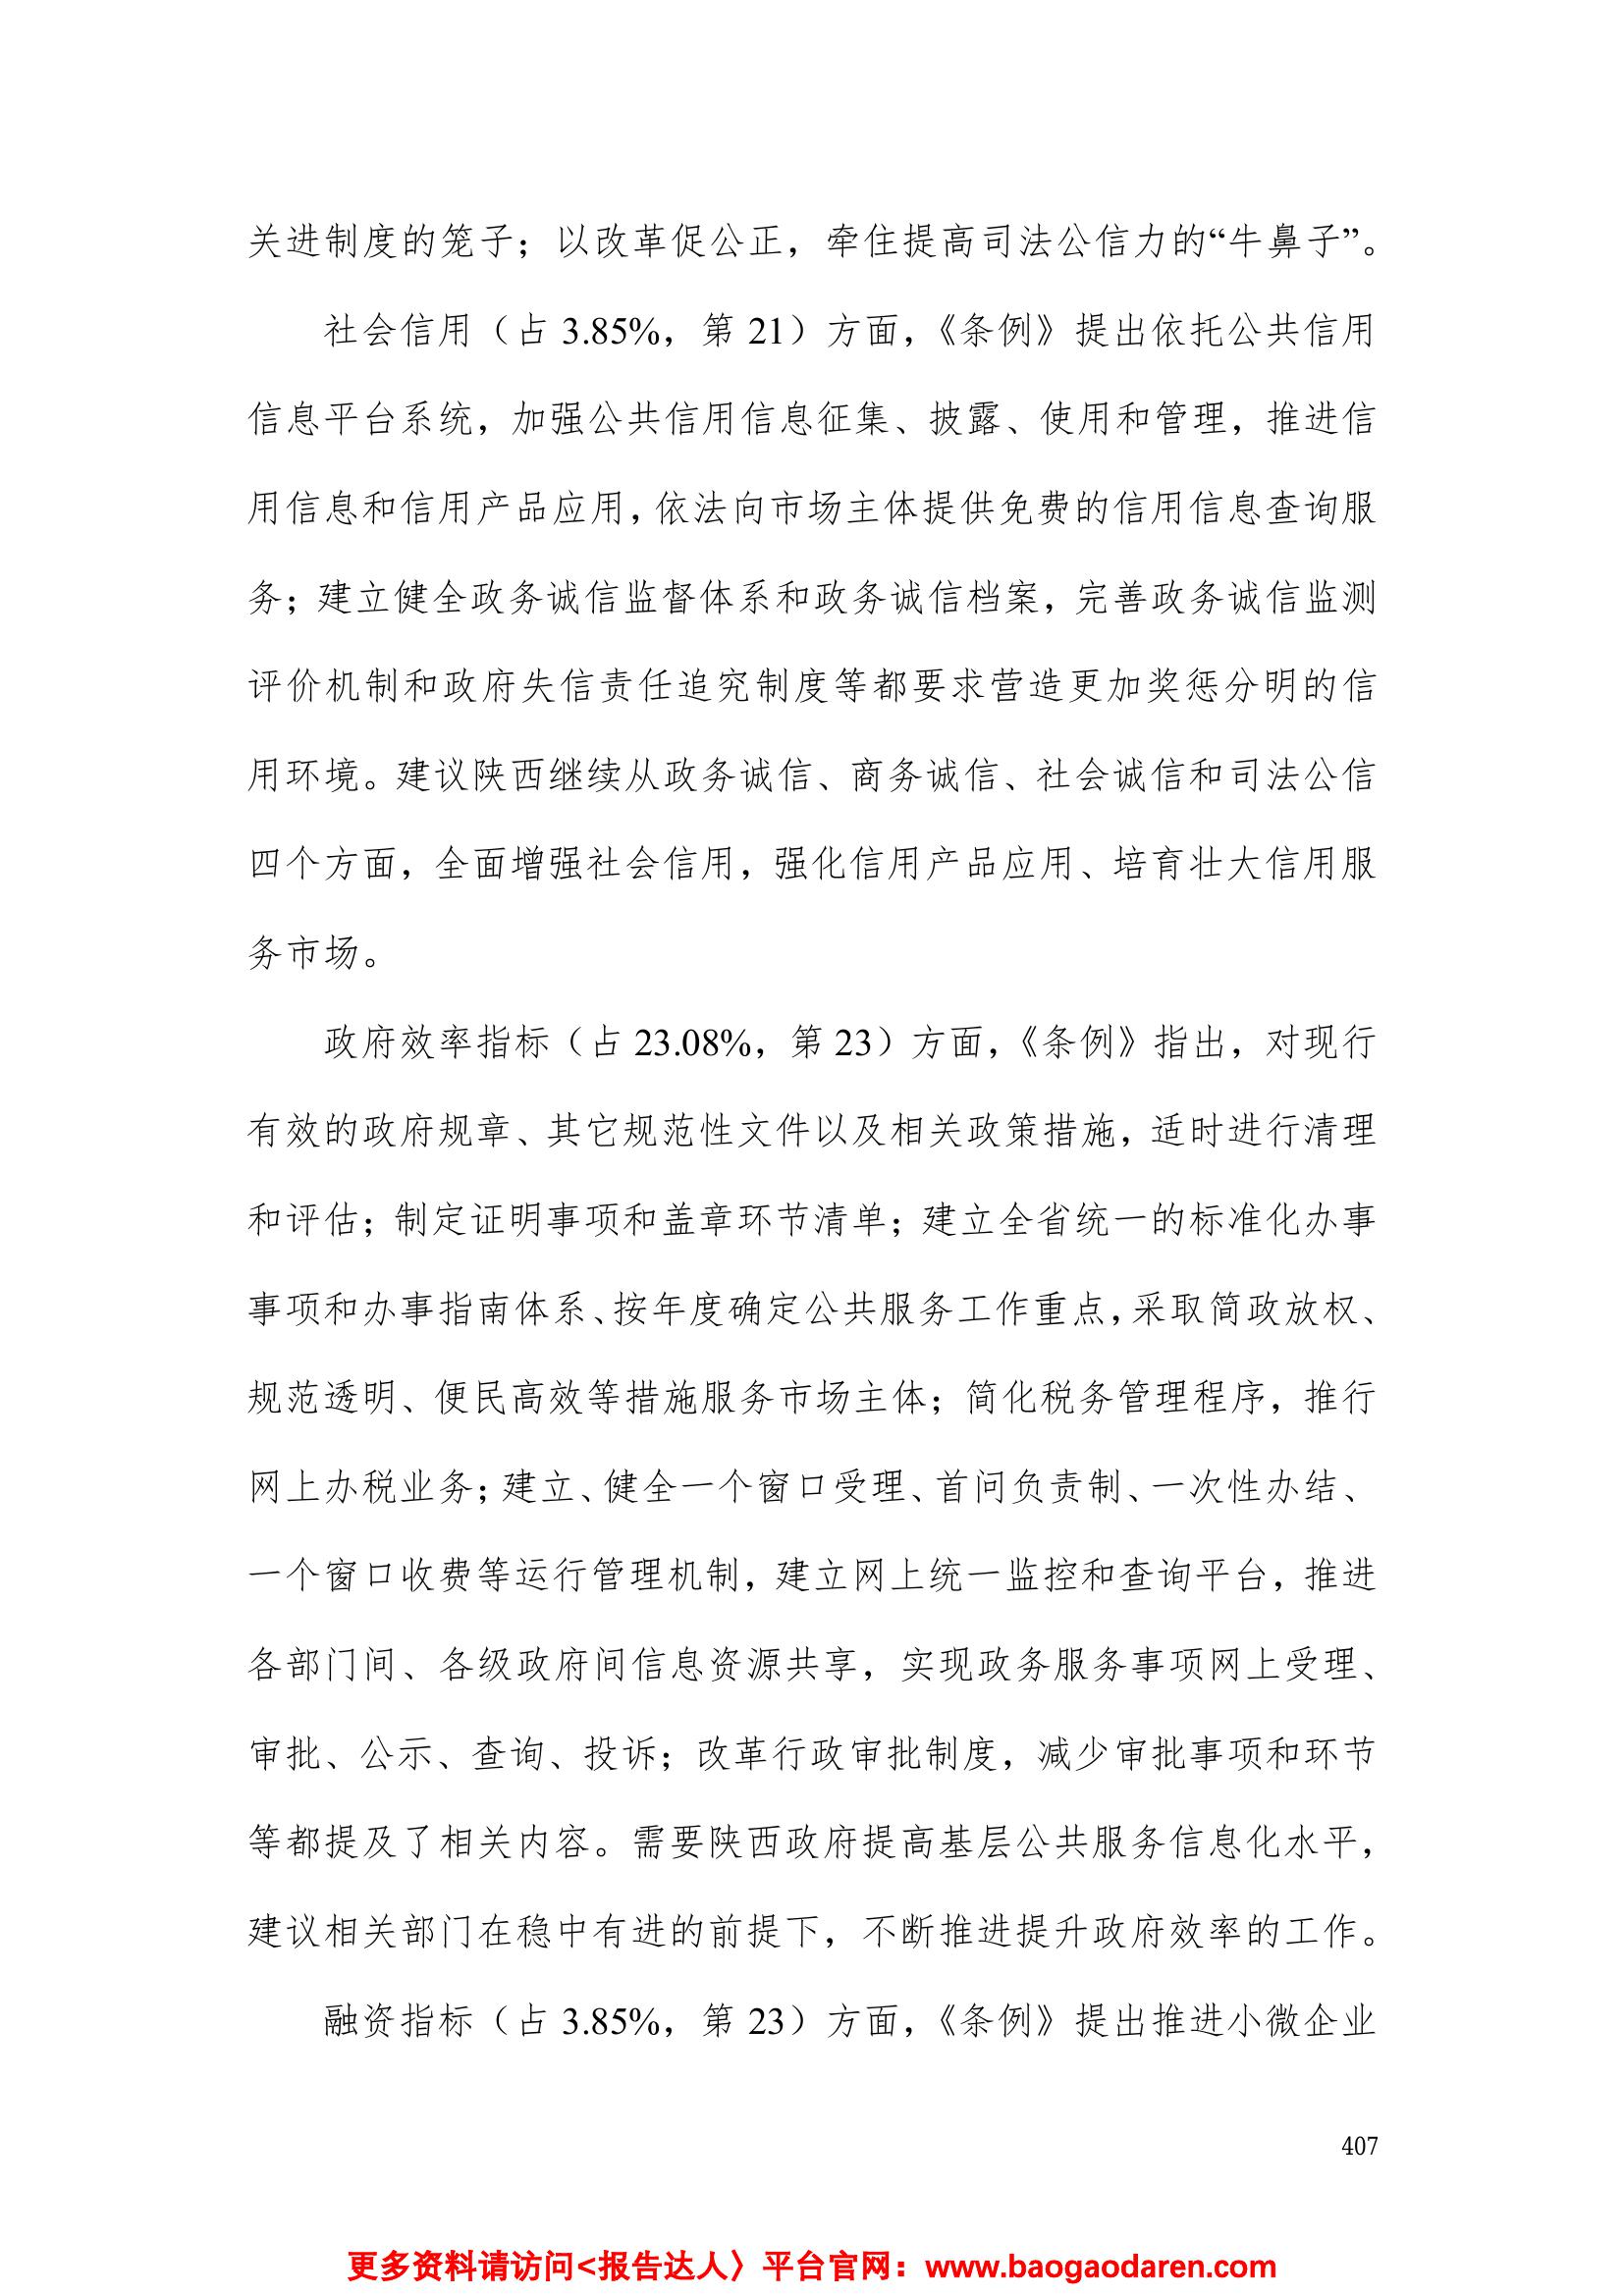 关进制度的笼子；以改革促公正，牵住提高司法公信力的“牛鼻子”。
社会信用（占 3.85%，第 21）方面，《条例》提出依托公共信用
信息平台系统，加强公共信用信息征集、披露、使用和管理，推进信
用信息和信用产品应用，依法向市场主体提供免费的信用信息查询服
务；建立健全政务诚信监督体系和政务诚信档案，完善政务诚信监测
评价机制和政府失信责任追究制度等都要求营造更加奖惩分明的信
用环境。建议陕西继续从政务诚信、商务诚信、社会诚信和司法公信
四个方面，全面增强社会信用，强化信用产品应用、培育壮大信用服
务市场。
政府效率指标（占 23.08%，第 23）方面，《条例》指出，对现行
有效的政府规章、其它规范性文件以及相关政策措施，适时进行清理
和评估；制定证明事项和盖章环节清单；建立全省统一的标准化办事
事项和办事指南体系、按年度确定公共服务工作重点，采取简政放权、
规范透明、便民高效等措施服务市场主体；简化税务管理程序，推行
网上办税业务；建立、健全一个窗口受理、首问负责制、一次性办结、
一个窗口收费等运行管理机制，建立网上统一监控和查询平台，推进
各部门间、各级政府间信息资源共享，实现政务服务事项网上受理、
审批、公示、查询、投诉；改革行政审批制度，减少审批事项和环节
等都提及了相关内容。需要陕西政府提高基层公共服务信息化水平，
建议相关部门在稳中有进的前提下，不断推进提升政府效率的工作。
融资指标（占 3.85%，第 23）方面，《条例》提出推进小微企业
407
更多资料请访问<报告达人〉平台官网：www.baogaodaren.com